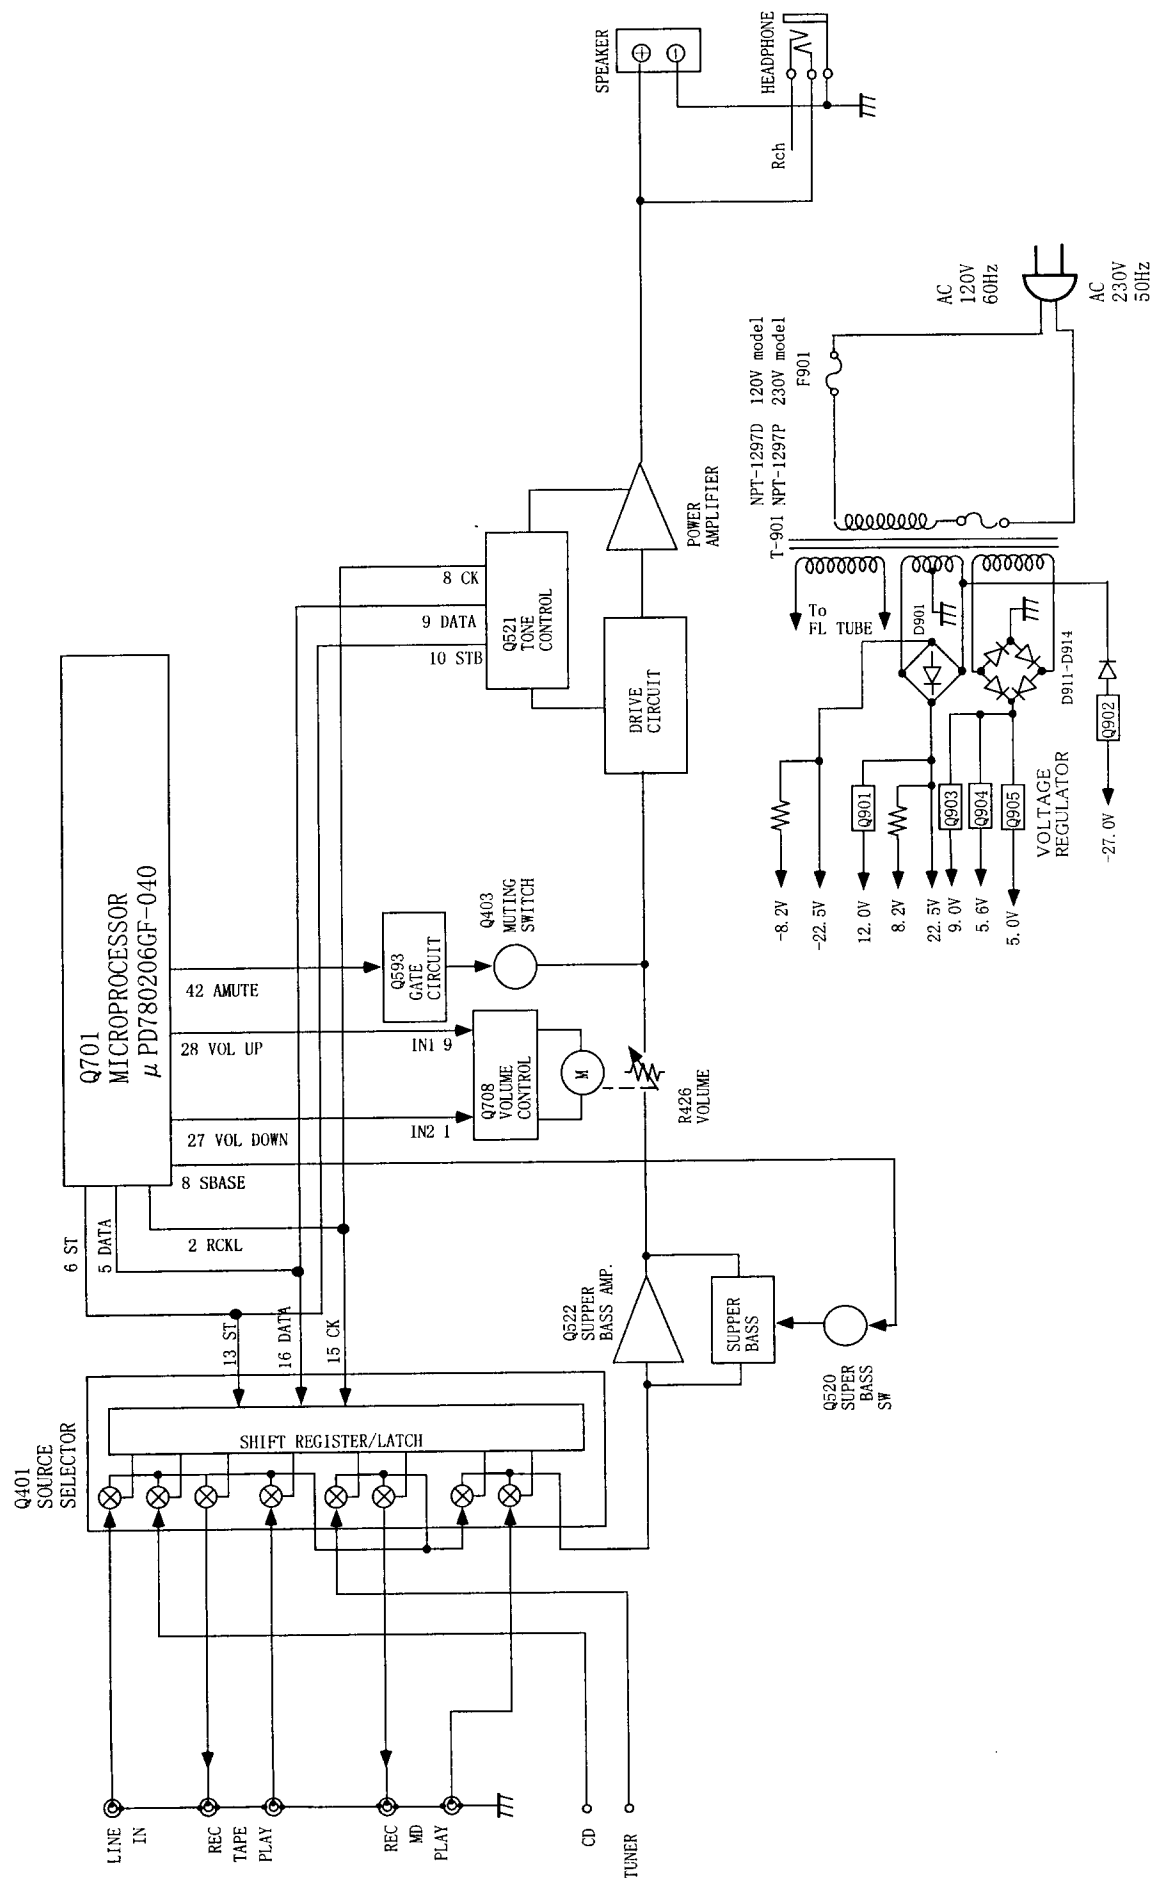 Q401
SOURCE
SELECTOR
LINE
IN
REC
TAPE
PLAY
REC
MD
PLAY
CD
TUNER
SHIFT REGISTER/LATCH
13 ST
16 DATA
15 CK
6 ST
5 DATA
2 RCKL
Q701
MICROPROCESSOR
μPD780206GF-040
8 SBASE
27 VOL DOWN
28 VOL UP
42 AMUTE
IN2 1
IN1 9
Q708
VOLUME
CONTROL
M
R426
VOLUME
Q593
GATE
CIRCUIT
Q403
MUTING
SWITCH
Q522
SUPPER
BASS AMP.
SUPPER
BASS
Q520
SUPER
BASS
SW
DRIVE
CIRCUIT
10 STB
9 DATA
8 CK
Q521
TONE
CONTROL
POWER
AMPLIFIER
SPEAKER
+
-
HEADPHONE
Rch
AC
120V
60Hz
AC
230V
50Hz
F901
T-901 NPT-1297D 120V model
NPT-1297P 230V model
To
FL TUBE
D901
D911-D914
Q901
Q903
Q904
Q905
Q902
VOLTAGE
REGULATOR
-8.2V
-22.5V
12.0V
8.2V
22.5V
9.0V
5.6V
5.0V
-27.0V